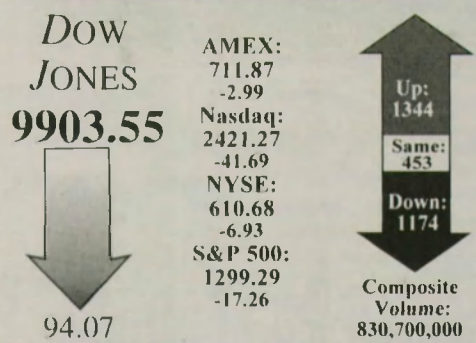 DOW
JONES
9903.55
94.07
AMEX:
711.87
-2.99
Nasdaq:
2421.27
-41.69
NYSE:
610.68
-6.93
S&P 500:
1299.29
-17.26
Up:
1344
Same:
453
Down:
1174
Composite
Volume:
830,700,000